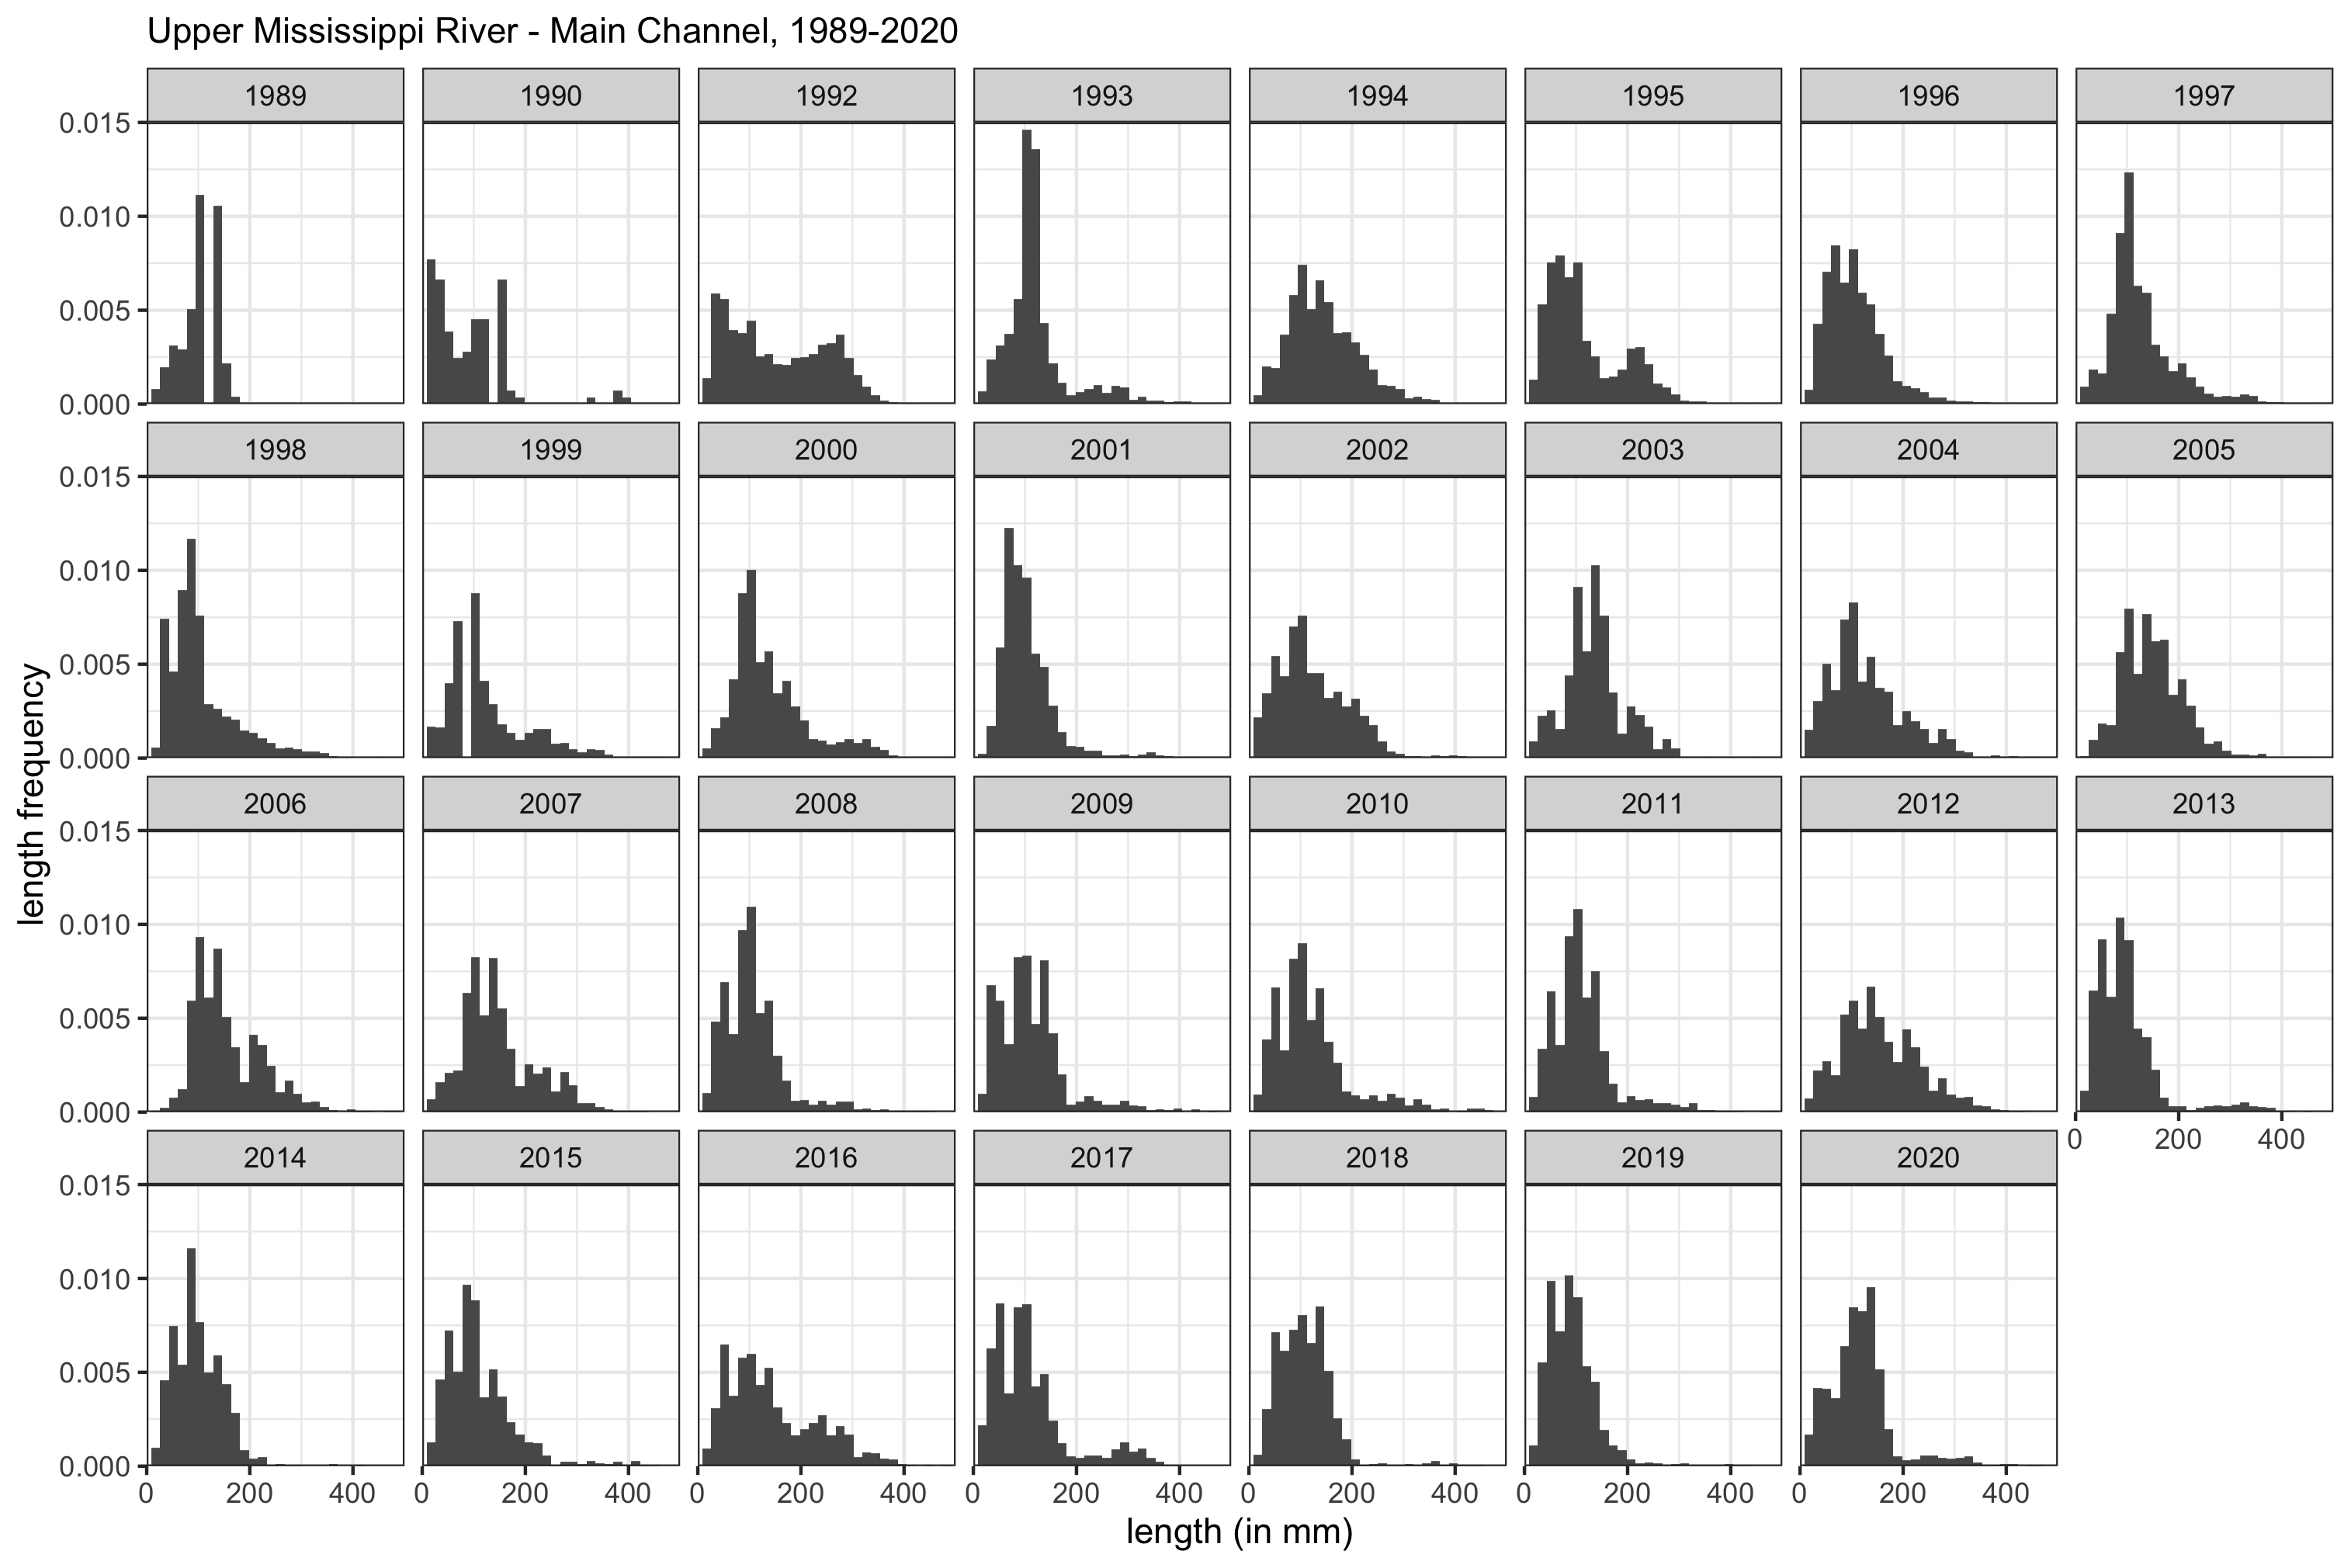 Upper Mississippi River - Main Channel, 1989-2020
1989 1990 1992 1993 1994 1995 1996 1997
0.015
0.010
0.005
0.000
1998 1999 2000 2001 2002 2003 2004 2005
0.015
0.010
0.005
0.000
length frequency
2006 2007 2008 2009 2010 2011 2012 2013
0.015
0.010
0.005
0.000
0 200 400
2014 2015 2016 2017 2018 2019 2020
0.015
0.010
0.005
0.000
0 200 400 0 200 400 0 200 400 0 200 400 0 200 400 0 200 400 0 200 400
length (in mm)